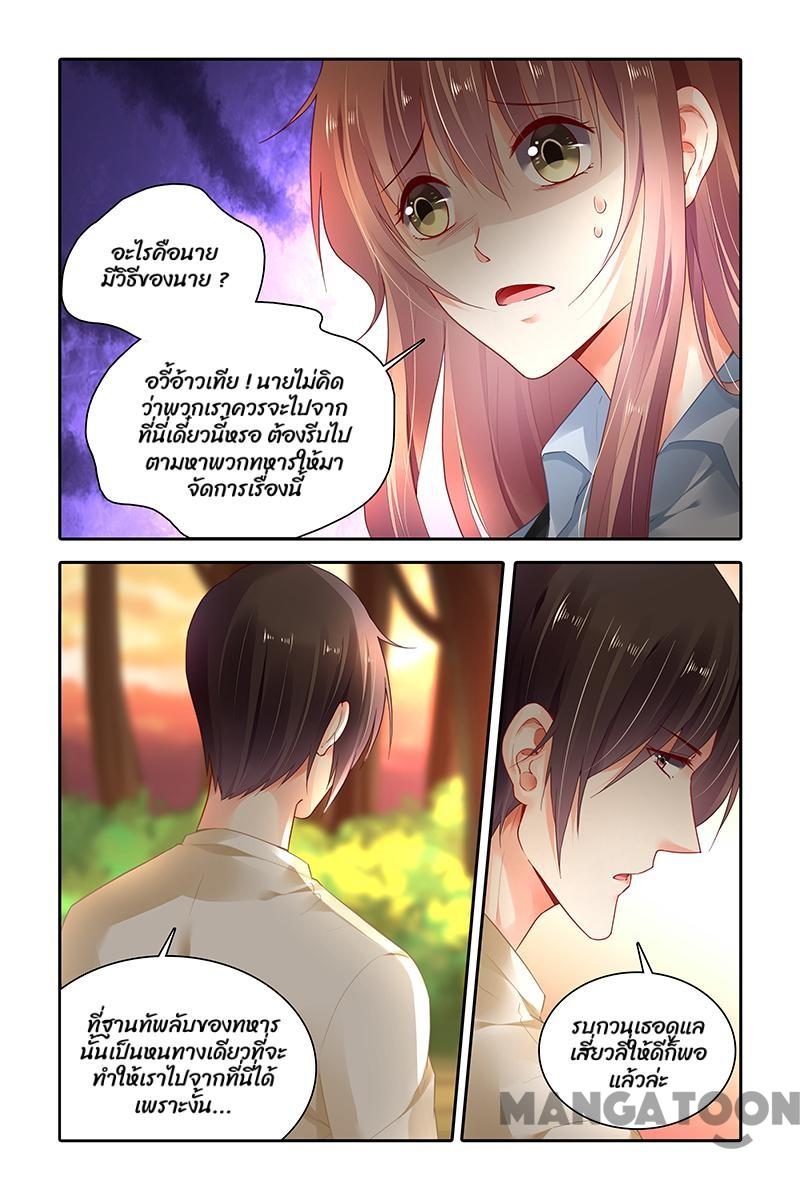 อะไรคือนาย
มีวิธีของนาย ?
อวี้อ้าวเทีย ! นายไม่คิด
ว่าพวกเราควรจะไปจาก
ที่นี่เดี๋ยวนี้หรอ ต้องรีบไป
ตามหาพวกทหารให้มา
จัดการเรื่องนี้
ที่ฐานทัพลับของทหาร
นั้นเป็นหนทางเดียวที่จะ
ทำให้เราไปจากที่นี่ได้
เพราะงั้น...
รบกวนเธอดูแล
เสี่ยวลี่ให้ดีก็พอ
แล้วล่ะ
MANGATOON